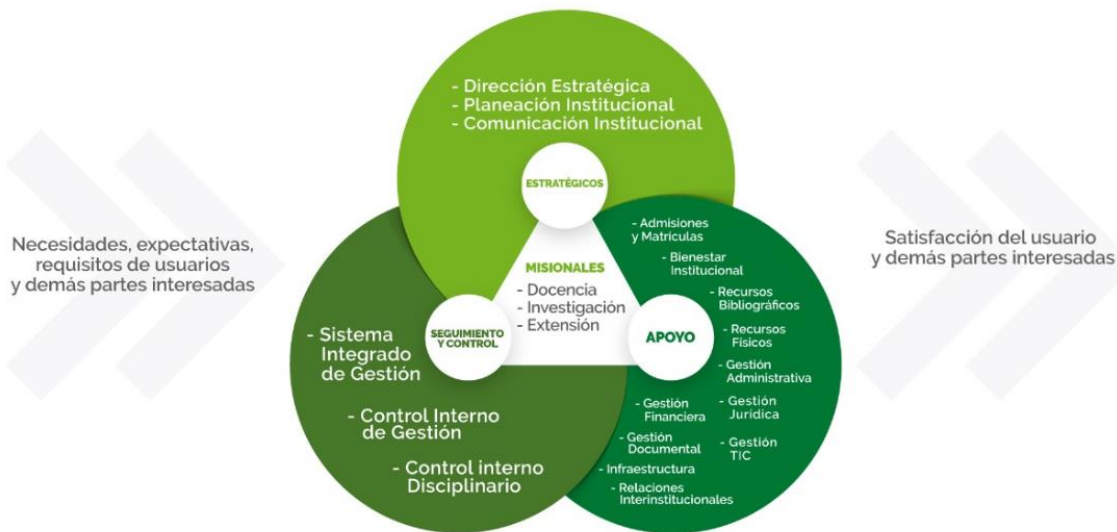 - Dirección Estratégica
- Planeación Institucional
- Comunicación Institucional
ESTRATÉGICOS
Necesidades, expectativas,
requisitos de usuarios
y demás partes interesadas
MISIONALES
- Docencia
- Investigación
- Extensión
SEGUIMIENTO
Y CONTROL
- Sistema
Integrado
de Gestión
- Control Interno
de Gestión
- Control interno
Disciplinario
APOYO
- Admisiones
y Matrículas
- Bienestar
Institucional
- Recursos
Bibliográficos
- Recursos
Físicos
- Gestión
Administrativa
- Gestión
Jurídica
- Gestión
TIC
- Gestión
Financiera
- Gestión
Documental
- Infraestructura
- Relaciones
Interinstitucionales
Satisfacción del usuario
y demás partes interesadas